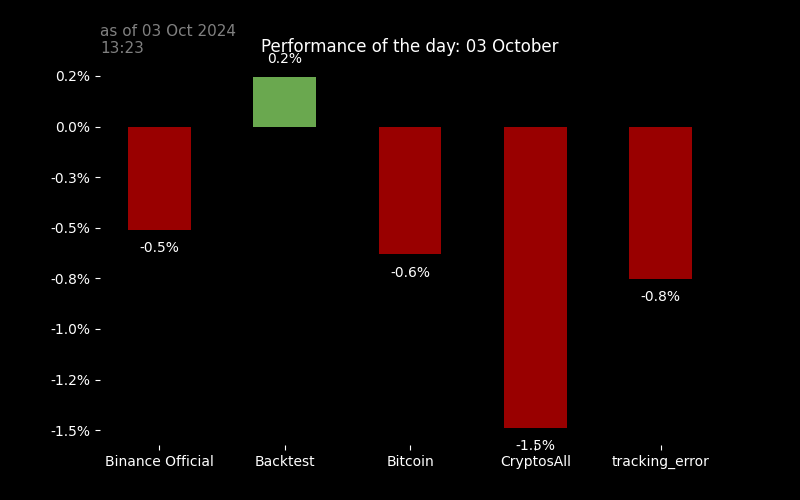 as of 03 Oct 2024
13:23
Performance of the day: 03 October
0.2%
0.2%
0.0%
-0.3%
-0.5%
-0.5%
-0.6%
-0.8%
-0.8%
-1.0%
-1.2%
-1.5%
-1.5%
Binance Official
Backtest
Bitcoin
CryptosAll
tracking_error